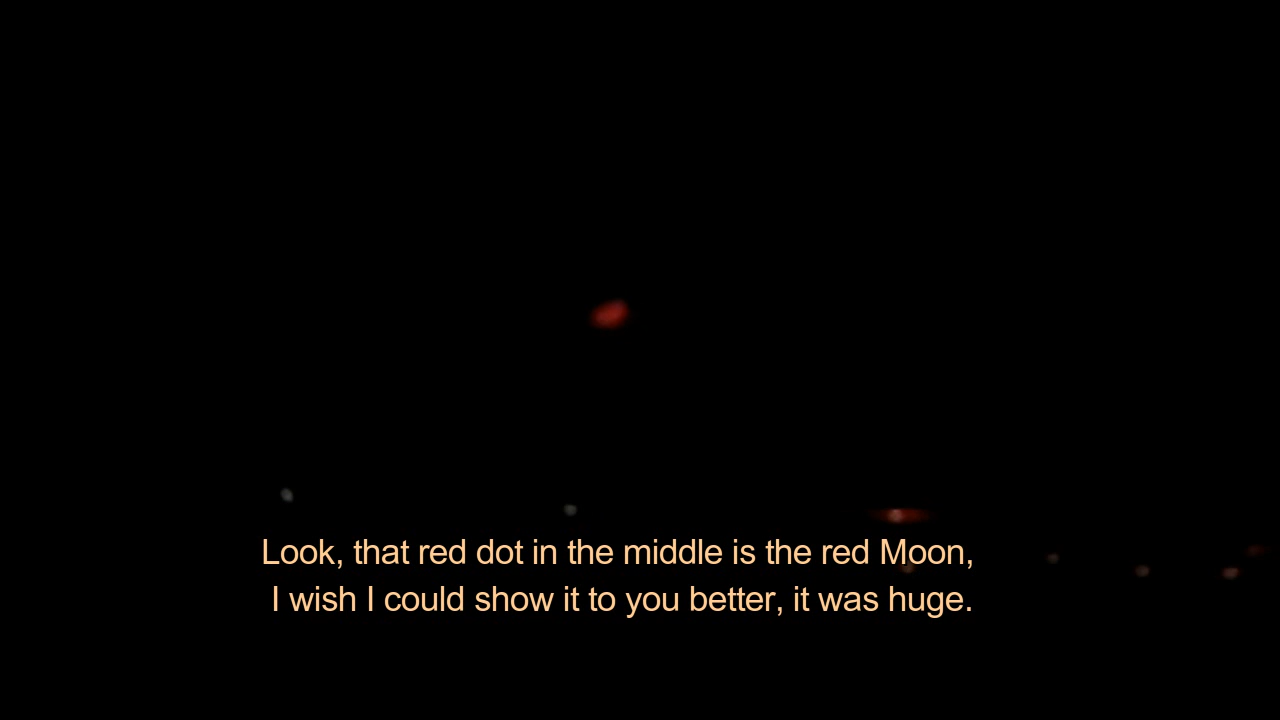 Look, that red dot in the middle is the red Moon,
I wish I could show it to you better, it was huge.